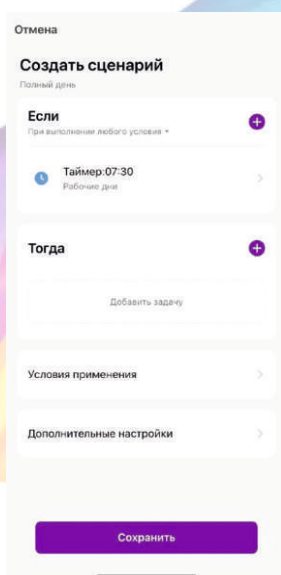 Отмена
Создать сценарий
Полный день
Если
При выполнении любого условия
Таймер:07:30
Рабочие дни
Тогда
Добавить задачу
Условия применения
Дополнительные настройки
Сохранить